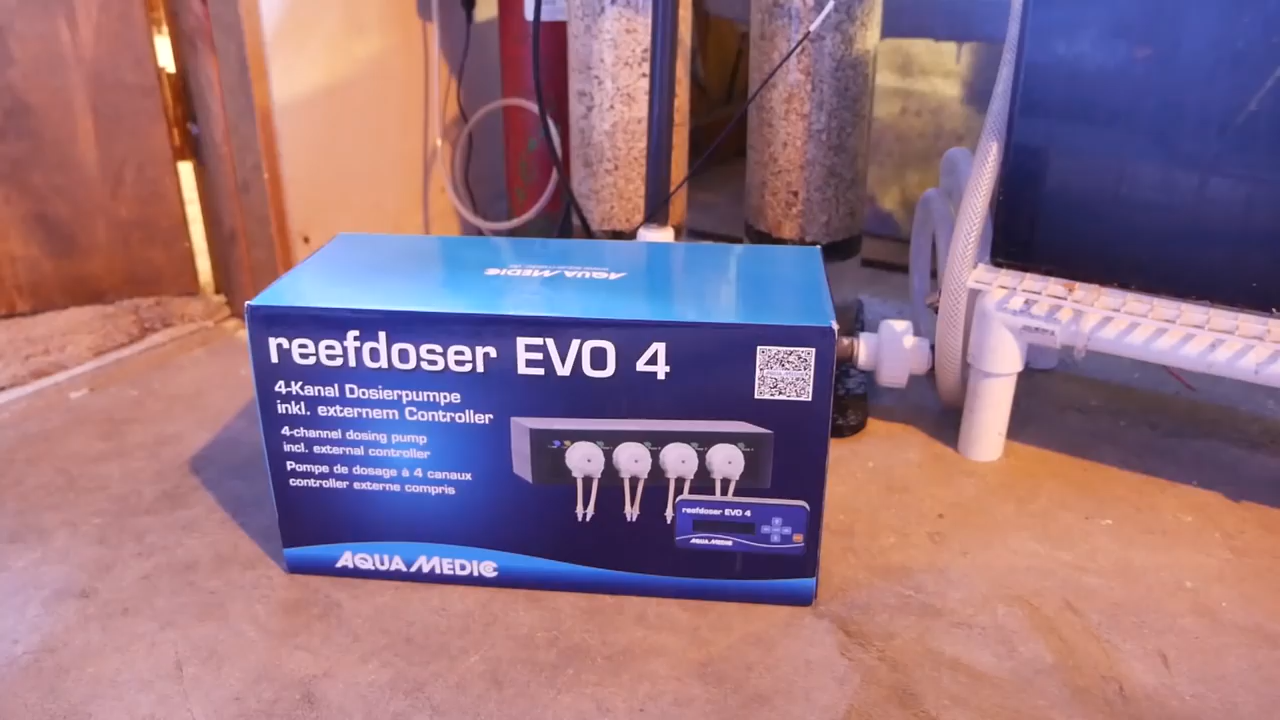 AQUA MEDIC
reefdoser EVO 4
4-Kanal Dosierpumpe
inkl. externem Controller
4-channel dosing pump
incl. external controller
Pompe de dosage à 4 canaux
controller externe compris
reefdoser EVO 4
AQUA MEDIC
AQUA MEDIC